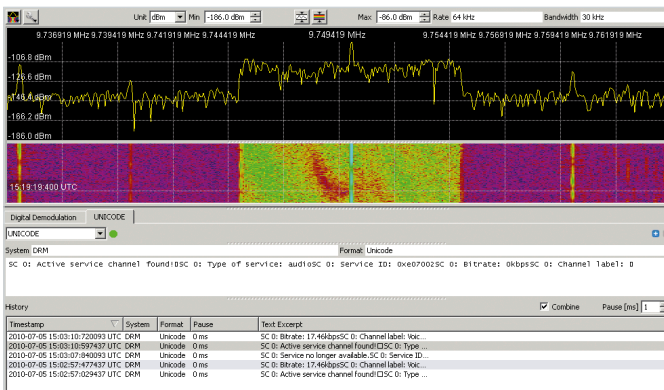 Unit dBm Min -186.0 dBm Max -86.0 dBm Rate 64 kHz Bandwidth 30 kHz
9.736919 MHz 9.739419 MHz 9.741919 MHz 9.744419 MHz 9.749419 MHz 9.754419 MHz 9.756919 MHz 9.759419 MHz 9.761919 MHz
-106.8 dBm
-126.6 dBm
-146.4 dBm
-166.2 dBm
-186.0 dBm
15:19:19:400 UTC
Digital Demodulation UNICODE
UNICODE
System DRM Format Unicode
SC 0: Active service channel found!□SC 0: Type of service: audioSC 0: Service ID: 0xe07002SC 0: Bitrate: 0kbpsSC 0: Channel label: □
History Combine Pause [ms] 1
Timestamp System Format Pause Text Excerpt
2010-07-05 15:03:10:720093 UTC DRM Unicode 0 ms SC 0: Bitrate: 17.46kbpsSC 0: Channel label: Voic...
2010-07-05 15:03:10:597437 UTC DRM Unicode 0 ms SC 0: Active service channel found!□SC 0: Type ...
2010-07-05 15:03:07:840093 UTC DRM Unicode 0 ms SC 0: Service no longer available.SC 0: Service ID...
2010-07-05 15:02:57:477437 UTC DRM Unicode 0 ms SC 0: Bitrate: 17.46kbpsSC 0: Channel label: Voic...
2010-07-05 15:02:57:029437 UTC DRM Unicode 0 ms SC 0: Active service channel found!□SC 0: Type ...